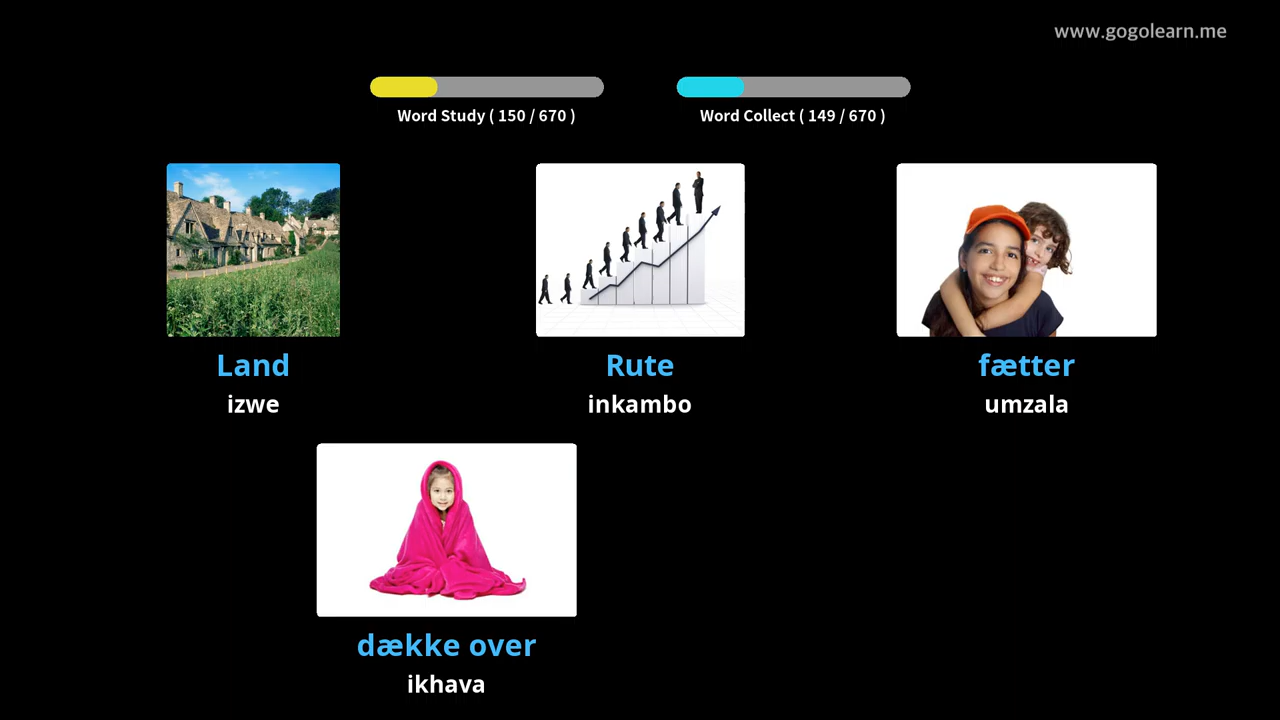 www.gogolearn.me
Word Study ( 150 / 670 )
Word Collect ( 149 / 670 )
Land
izwe
Rute
inkambo
fætter
umzala
dække over
ikhava